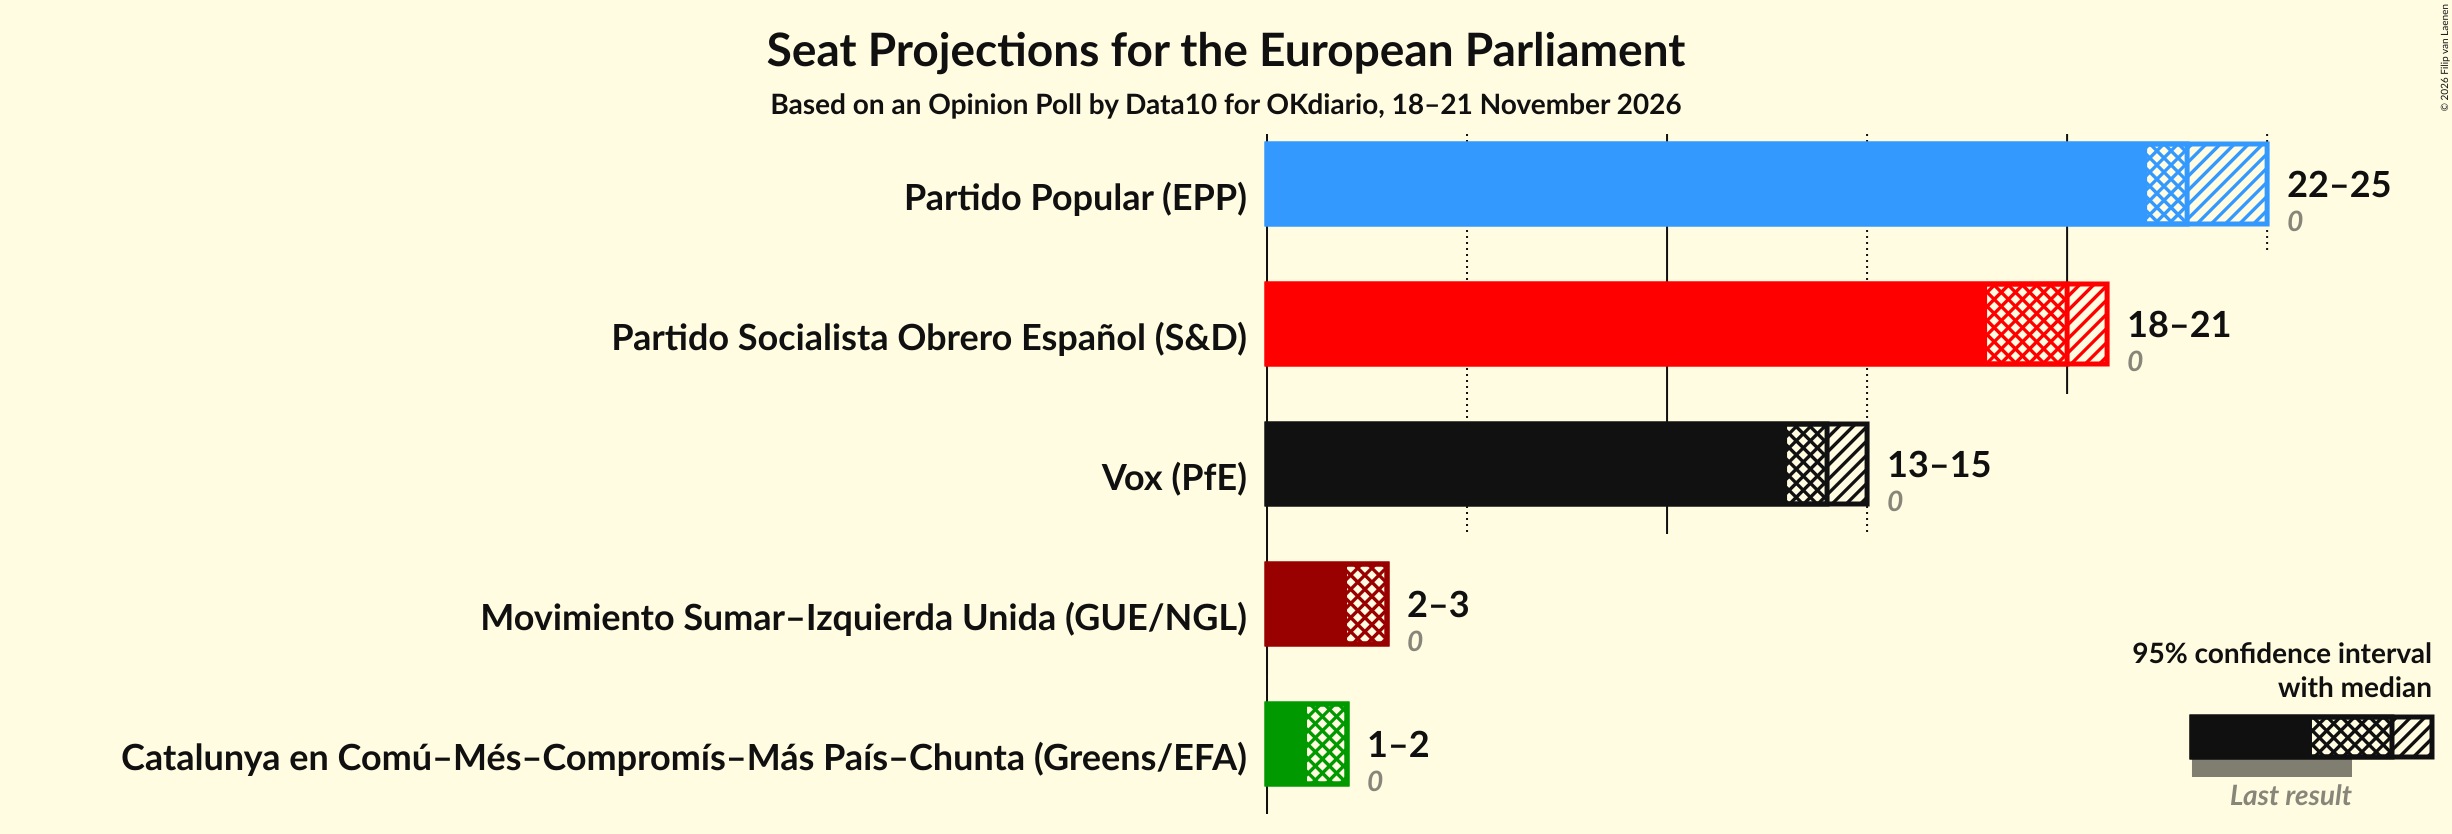 Seat Projections for the European Parliament
Based on an Opinion Poll by Data10 for OKdiario, 18–21 November 2026
© 2026 Filip van Laenen
Partido Popular (EPP)
22–25
0
Partido Socialista Obrero Español (S&D)
18–21
0
Vox (PfE)
13–15
0
Movimiento Sumar–Izquierda Unida (GUE/NGL)
2–3
0
Catalunya en Comú–Més–Compromís–Más País–Chunta (Greens/EFA)
1–2
0
95% confidence interval
with median
Last result